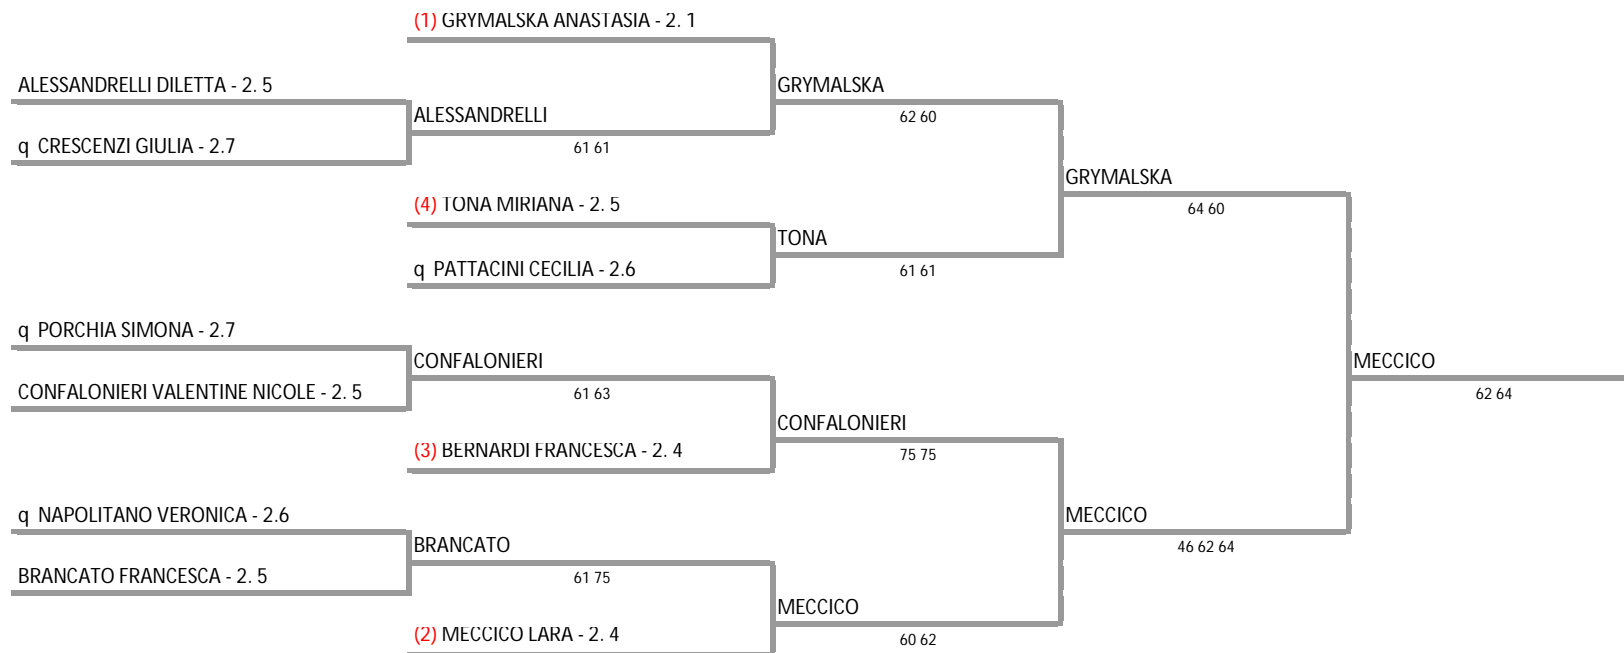 (1) GRYMALSKA ANASTASIA - 2. 1
ALESSANDRELLI DILETTA - 2. 5
GRYMALSKA
ALESSANDRELLI
62 60
q CRESCENZI GIULIA - 2.7
61 61
GRYMALSKA
(4) TONA MIRIANA - 2. 5
64 60
TONA
q PATTACINI CECILIA - 2.6
61 61
q PORCHIA SIMONA - 2.7
CONFALONIERI
MECCICO
CONFALONIERI VALENTINE NICOLE - 2. 5
61 63
62 64
CONFALONIERI
(3) BERNARDI FRANCESCA - 2. 4
75 75
q NAPOLITANO VERONICA - 2.6
MECCICO
BRANCATO
46 62 64
BRANCATO FRANCESCA - 2. 5
61 75
MECCICO
(2) MECCICO LARA - 2. 4
60 62